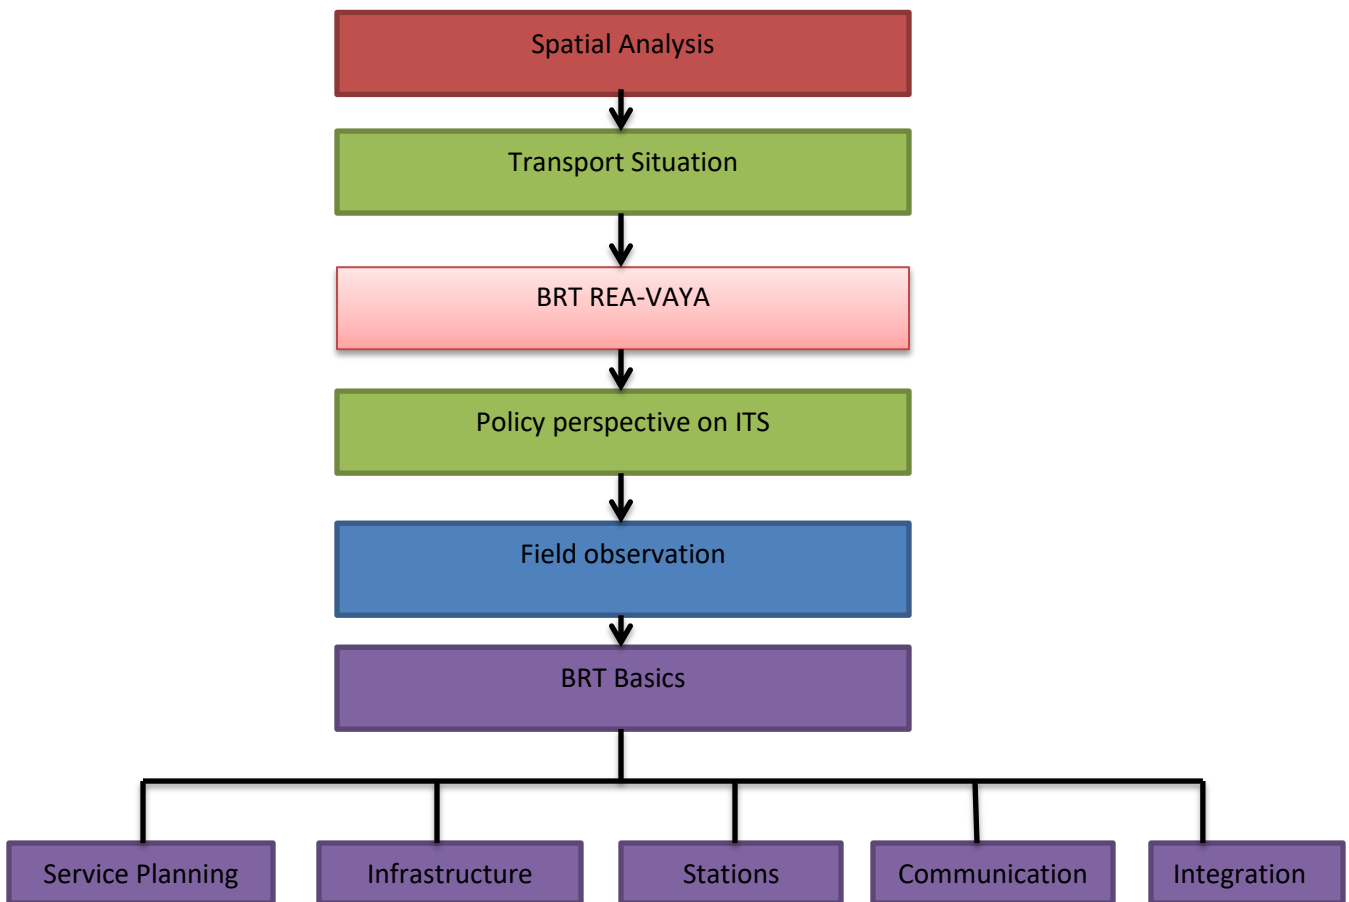 Spatial Analysis
Transport Situation
BRT REA-VAYA
Policy perspective on ITS
Field observation
BRT Basics
Service Planning
Infrastructure
Stations
Communication
Integration